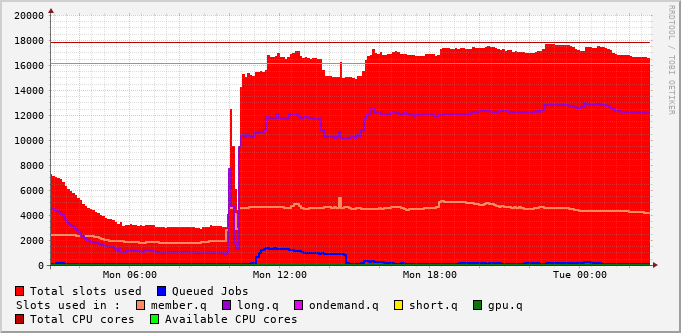 20000
18000
16000
14000
12000
10000
8000
6000
4000
2000
0
Mon 06:00 Mon 12:00 Mon 18:00 Tue 00:00
RRDTOOL / TOBI OETIKER
Total slots used Queued Jobs
Slots used in : member.q long.q ondemand.q short.q gpu.q
Total CPU cores Available CPU cores